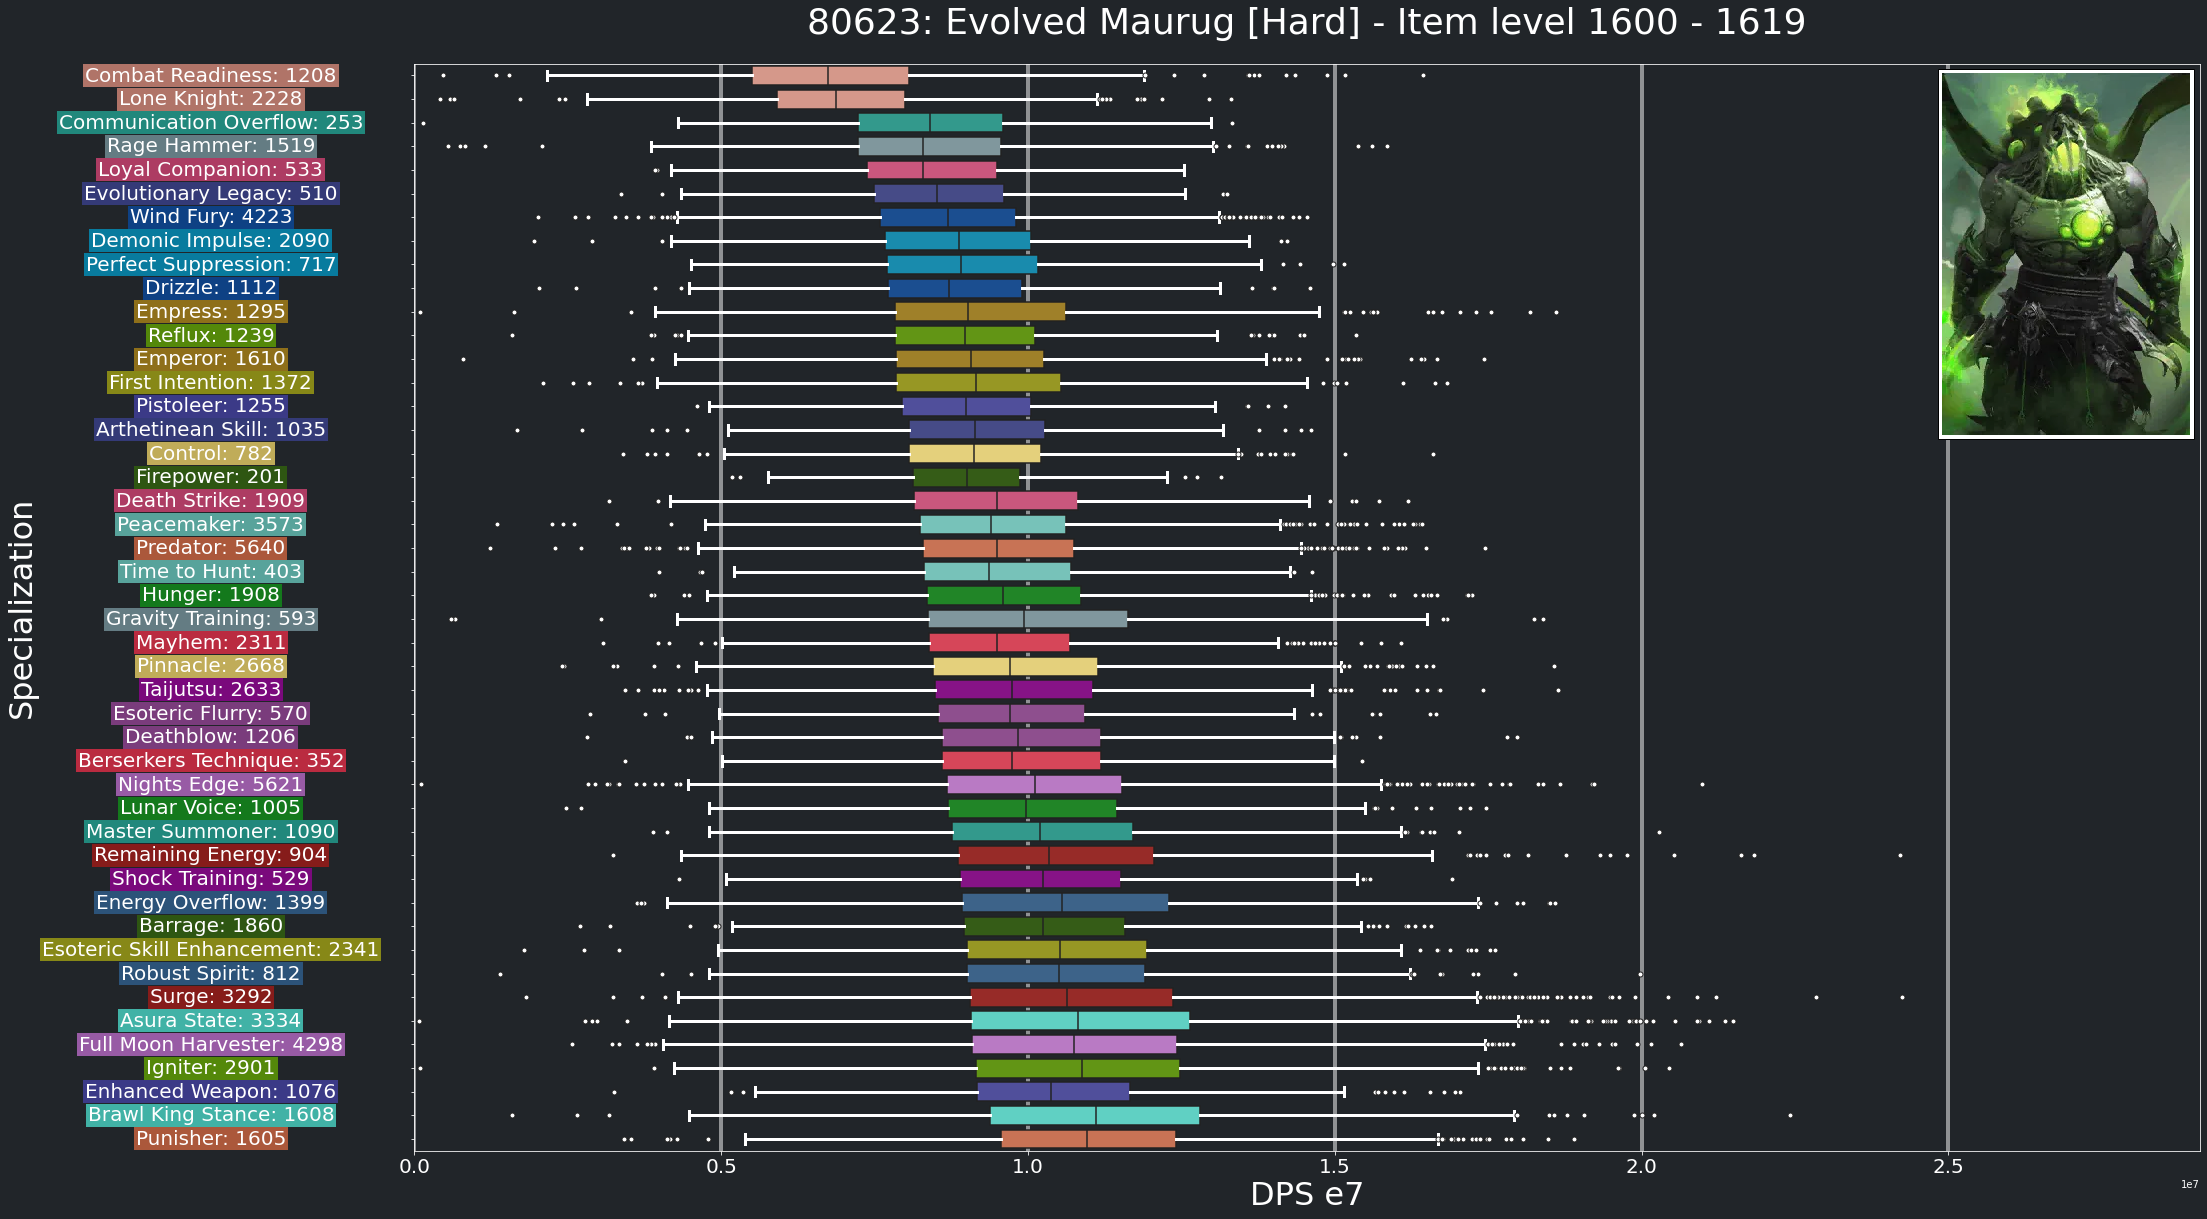 80623: Evolved Maurug [Hard] - Item level 1600 - 1619
Combat Readiness: 1208
Lone Knight: 2228
Communication Overflow: 253
Rage Hammer: 1519
Loyal Companion: 533
Evolutionary Legacy: 510
Wind Fury: 4223
Demonic Impulse: 2090
Perfect Suppression: 717
Drizzle: 1112
Empress: 1295
Reflux: 1239
Emperor: 1610
First Intention: 1372
Pistoleer: 1255
Arthetinean Skill: 1035
Control: 782
Firepower: 201
Death Strike: 1909
Peacemaker: 3573
Predator: 5640
Time to Hunt: 403
Hunger: 1908
Gravity Training: 593
Mayhem: 2311
Pinnacle: 2668
Taijutsu: 2633
Esoteric Flurry: 570
Deathblow: 1206
Berserkers Technique: 352
Nights Edge: 5621
Lunar Voice: 1005
Master Summoner: 1090
Remaining Energy: 904
Shock Training: 529
Energy Overflow: 1399
Barrage: 1860
Esoteric Skill Enhancement: 2341
Robust Spirit: 812
Surge: 3292
Asura State: 3334
Full Moon Harvester: 4298
Igniter: 2901
Enhanced Weapon: 1076
Brawl King Stance: 1608
Punisher: 1605
Specialization
0.0 0.5 1.0 1.5 2.0 2.5
DPS e7
1e7